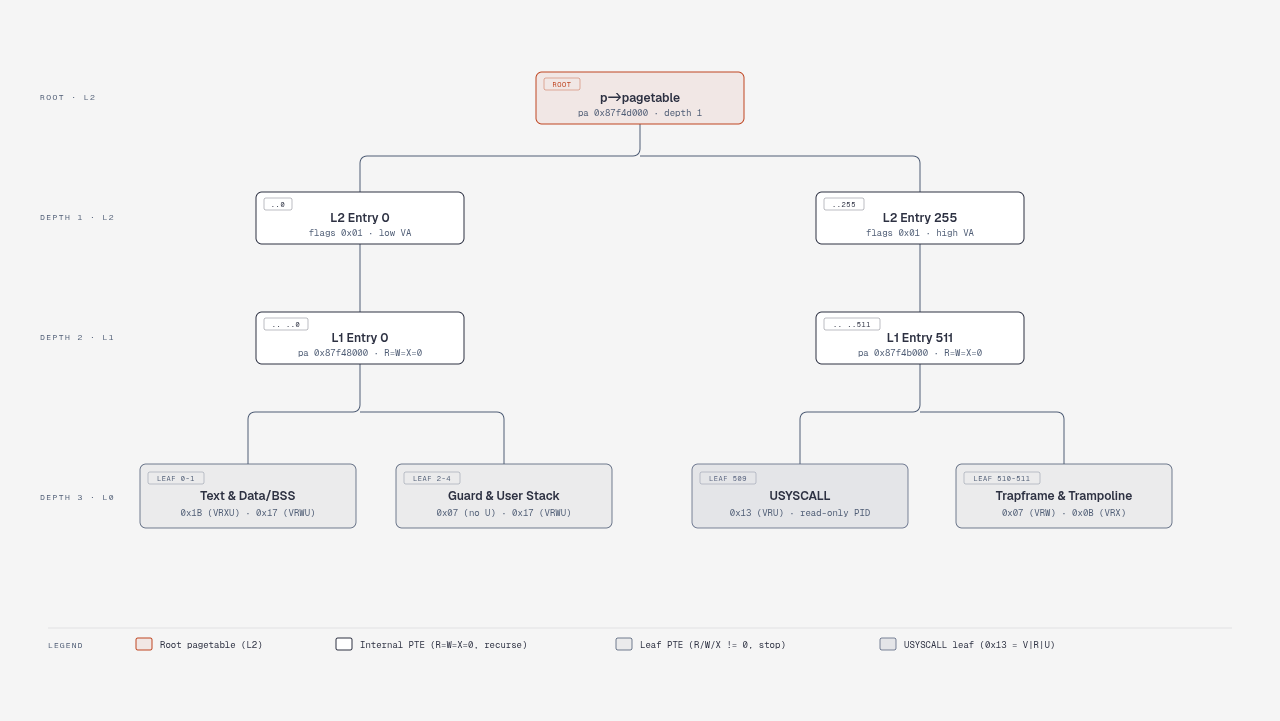 ROOT
ROOT · L2
p→pagetable
pa 0x87f4d000 · depth 1
..0
..255
DEPTH 1 · L2
L2 Entry 0
L2 Entry 255
flags 0x01 · low VA
flags 0x01 · high VA
.. ..0
.. ..511
DEPTH 2 · L1
L1 Entry 0
L1 Entry 511
pa 0x87f48000 · R=W=X=0
pa 0x87f4b000 · R=W=X=0
LEAF 0-1
LEAF 2-4
LEAF 509
LEAF 510-511
DEPTH 3 · L0
Text & Data/BSS
Guard & User Stack
USYSCALL
Trapframe & Trampoline
0x1B (VRXU) · 0x17 (VRWU)
0x07 (no U) · 0x17 (VRWU)
0x13 (VRU) · read-only PID
0x07 (VRW) · 0x0B (VRX)
LEGEND
Root pagetable (L2)
Internal PTE (R=W=X=0, recurse)
Leaf PTE (R/W/X != 0, stop)
USYSCALL leaf (0x13 = V|R|U)